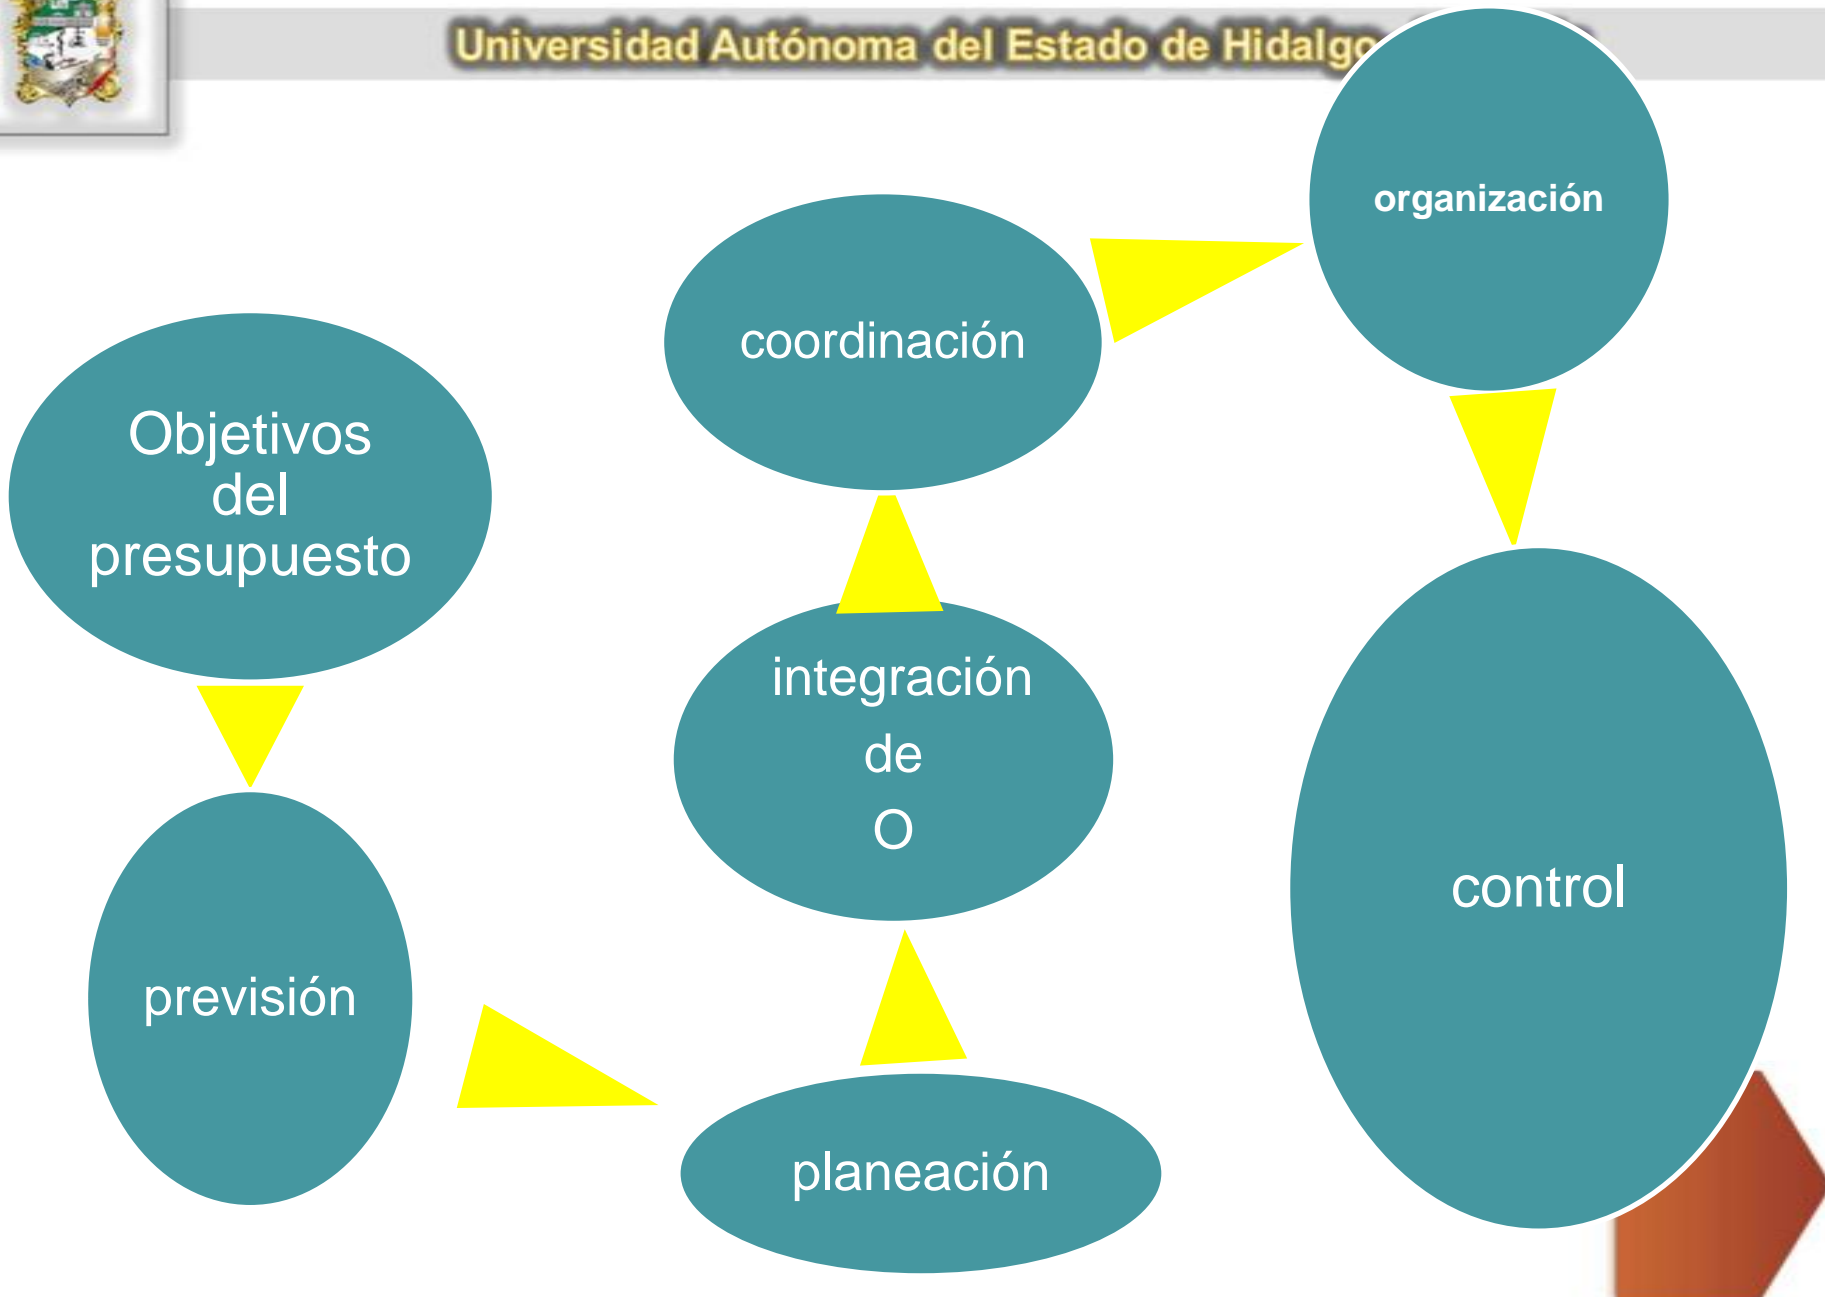 Universidad Autónoma del Estado de Hidalgo
Objetivos
del
presupuesto
previsión
planeación
integración
de
O
coordinación
organización
control